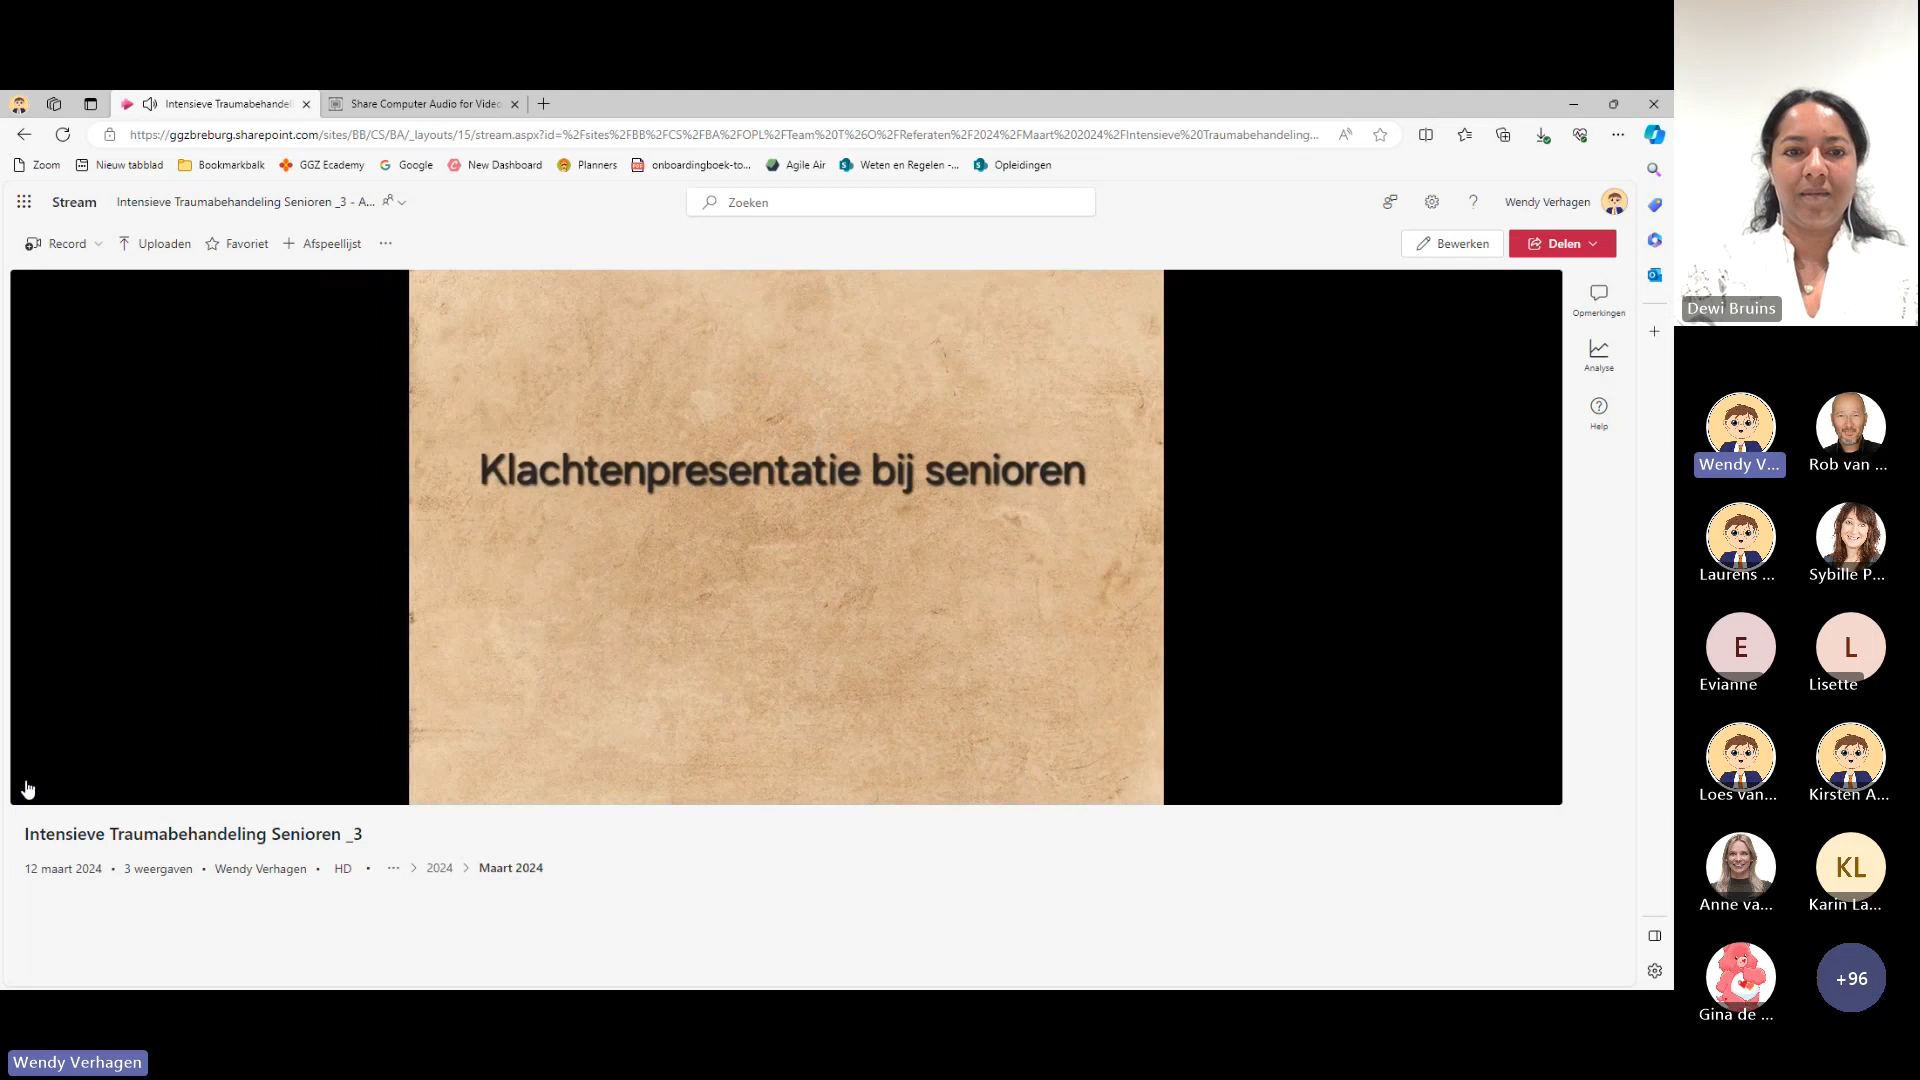 Intensieve Traumabehandel
Share Computer Audio for Video
https://ggzbreburg.sharepoint.com/sites/BB/CS/BA/_layouts/15/stream.aspx?id=%2Fsites%2FBB%2FCS%2FBA%2FOPL%2FTeam%20T%26O%2FReferaten%2F2024%2FMaart%202024%2FIntensieve%20Traumabehandeling...
Zoom
Nieuw tabblad
Bookmarkbalk
GGZ Ecademy
Google
New Dashboard
Planners
onboardingboek-to...
Agile Air
Weten en Regelen -...
Opleidingen
Stream
Intensieve Traumabehandeling Senioren _3 - A...
Zoeken
Wendy Verhagen
Record
Uploaden
Favoriet
Afspeellijst
Bewerken
Delen
Opmerkingen
Analyse
Help
Klachtenpresentatie bij senioren
Intensieve Traumabehandeling Senioren _3
12 maart 2024 • 3 weergaven • Wendy Verhagen • HD • ... > 2024 > Maart 2024
Dewi Bruins
Wendy V...
Rob van ...
Laurens ...
Sybille P...
E
L
Evianne
Lisette
Loes van...
Kirsten A...
KL
Anne va...
Karin La...
+96
Gina de ...
Wendy Verhagen